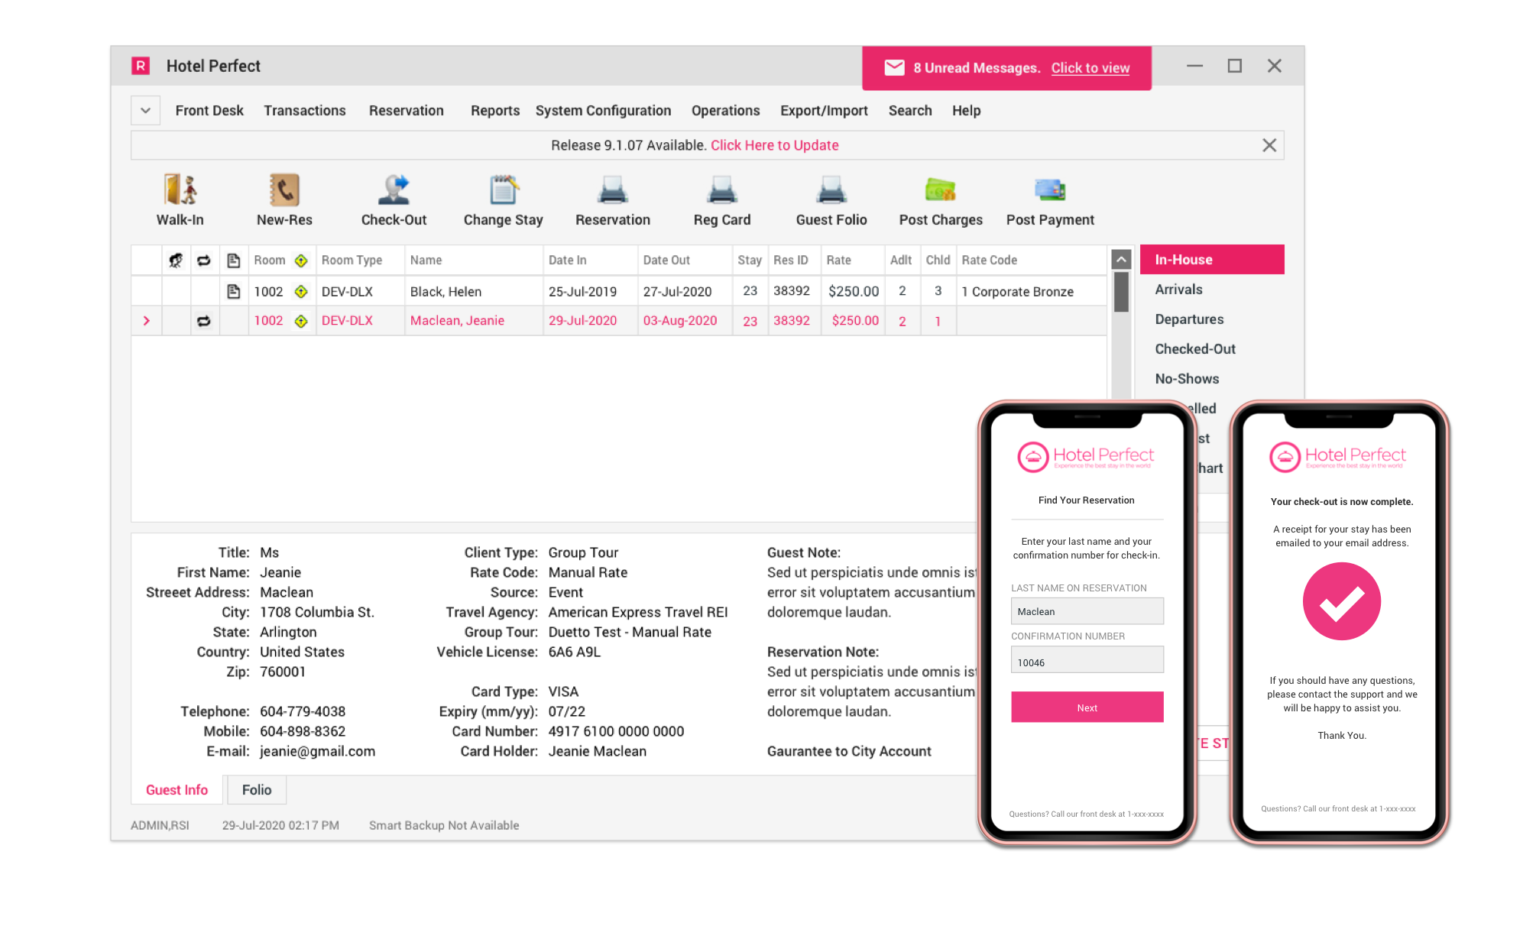 R Hotel Perfect
8 Unread Messages. Click to view
Front Desk Transactions Reservation Reports System Configuration Operations Export/Import Search Help
Release 9.1.07 Available. Click Here to Update
Walk-In New-Res Check-Out Change Stay Reservation Reg Card Guest Folio Post Charges Post Payment
Room Room Type Name Date In Date Out Stay Res ID Rate Adlt Chld Rate Code
1002 DEV-DLX Black, Helen 25-Jul-2019 27-Jul-2020 23 38392 $250.00 2 3 1 Corporate Bronze
1002 DEV-DLX Maclean, Jeanie 29-Jul-2020 03-Aug-2020 23 38392 $250.00 2 1
In-House
Arrivals
Departures
Checked-Out
No-Shows
elled
st
hart
Title: Ms
First Name: Jeanie
Streeet Address: Maclean
City: 1708 Columbia St.
State: Arlington
Country: United States
Zip: 760001
Telephone: 604-779-4038
Mobile: 604-898-8362
E-mail: jeanie@gmail.com
Client Type: Group Tour
Rate Code: Manual Rate
Source: Event
Travel Agency: American Express Travel REI
Group Tour: Duetto Test - Manual Rate
Vehicle License: 6A6 A9L
Card Type: VISA
Expiry (mm/yy): 07/22
Card Number: 4917 6100 0000 0000
Card Holder: Jeanie Maclean
Guest Note:
Sed ut perspiciatis unde omnis ist
error sit voluptatem accusantium
doloremque laudan.
Reservation Note:
Sed ut perspiciatis unde omnis ist
error sit voluptatem accusantium
doloremque laudan.
Gaurantee to City Account
TE ST
Guest Info Folio
ADMIN,RSI 29-Jul-2020 02:17 PM Smart Backup Not Available
Hotel Perfect
Experience the best stay in the world
Find Your Reservation
Enter your last name and your
confirmation number for check-in.
LAST NAME ON RESERVATION
Maclean
CONFIRMATION NUMBER
10046
Next
Questions? Call our front desk at 1-xxx-xxxx
Hotel Perfect
Experience the best stay in the world
Your check-out is now complete.
A receipt for your stay has been
emailed to your email address.
If you should have any questions,
please contact the support and we
will be happy to assist you.
Thank You.
Questions? Call our front desk at 1-xxx-xxxx